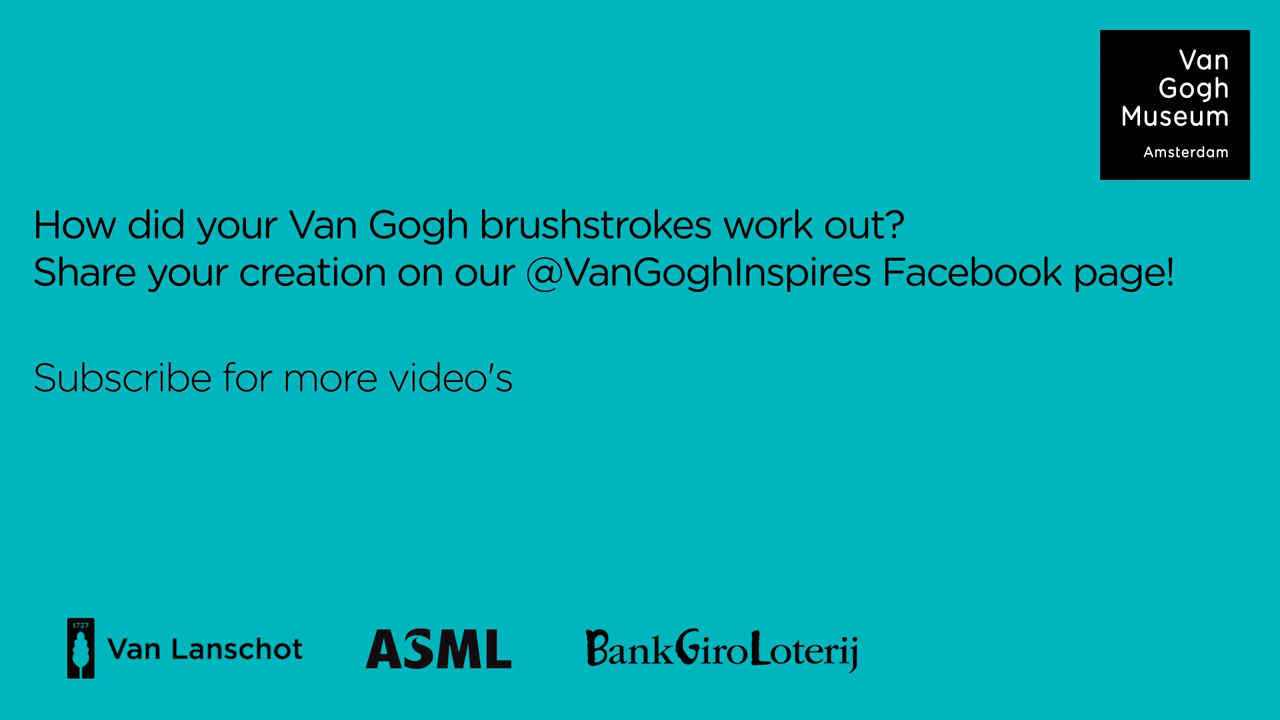 Van
Gogh
Museum
Amsterdam
How did your Van Gogh brushstrokes work out?
Share your creation on our @VanGoghInspires Facebook page!
Subscribe for more video's
1737
Van Lanschot
ASML
BankGiroLoterij